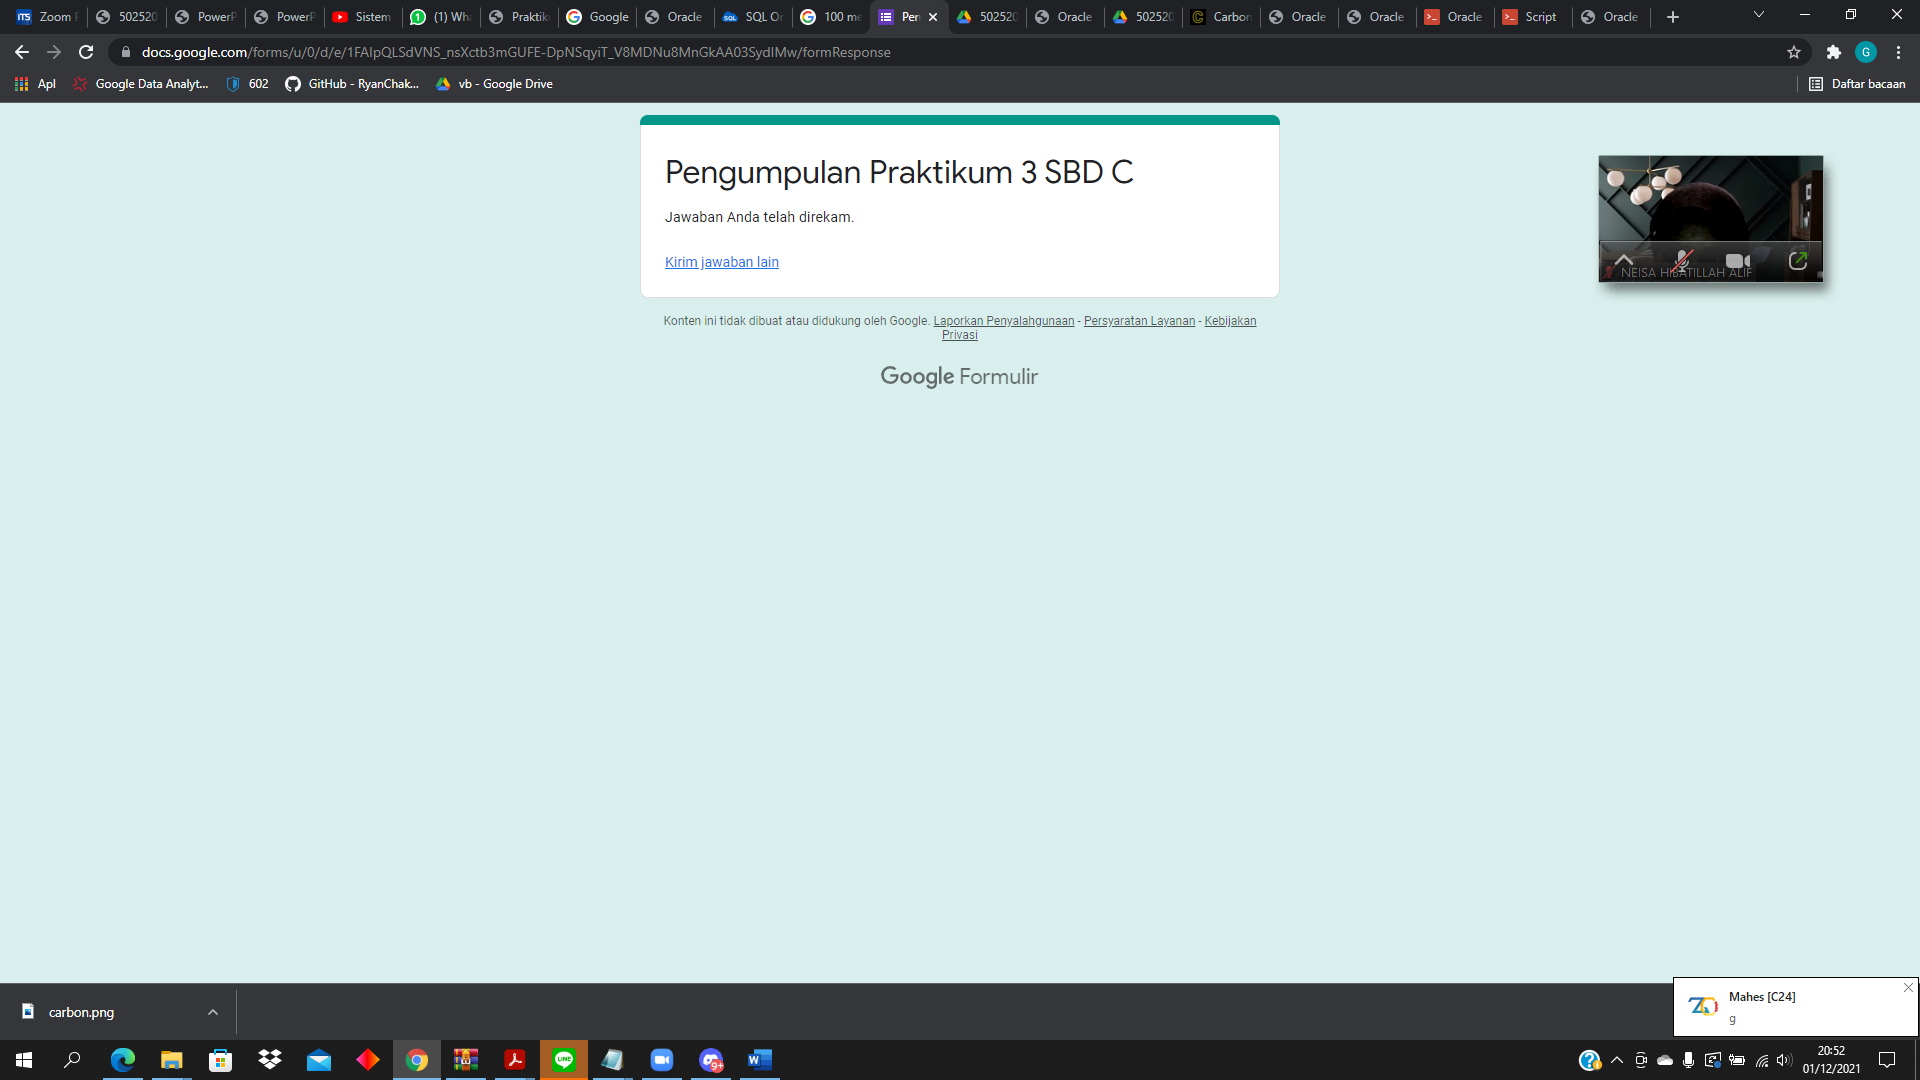 Zoom P
502520
PowerP
PowerP
Sistem
(1) Wha
Praktik
Google
Oracle
SQL Or
100 me
Pen
502520
Oracle
502520
Carbon
Oracle
Oracle
Oracle
Script
Oracle
docs.google.com/forms/u/0/d/e/1FAIpQLSdVNS_nsXctb3mGUFE-DpNSqyiT_V8MDNu8MnGkAA03SydIMw/formResponse
G
Apl
Google Data Analyt...
602
GitHub - RyanChak...
vb - Google Drive
Daftar bacaan
Pengumpulan Praktikum 3 SBD C
Jawaban Anda telah direkam.
Kirim jawaban lain
NEISA HIBATILLAH ALIF
Konten ini tidak dibuat atau didukung oleh Google. Laporkan Penyalahgunaan - Persyaratan Layanan - Kebijakan
Privasi
Google Formulir
carbon.png
Mahes [C24]
g
LINE
9+
20:52
01/12/2021